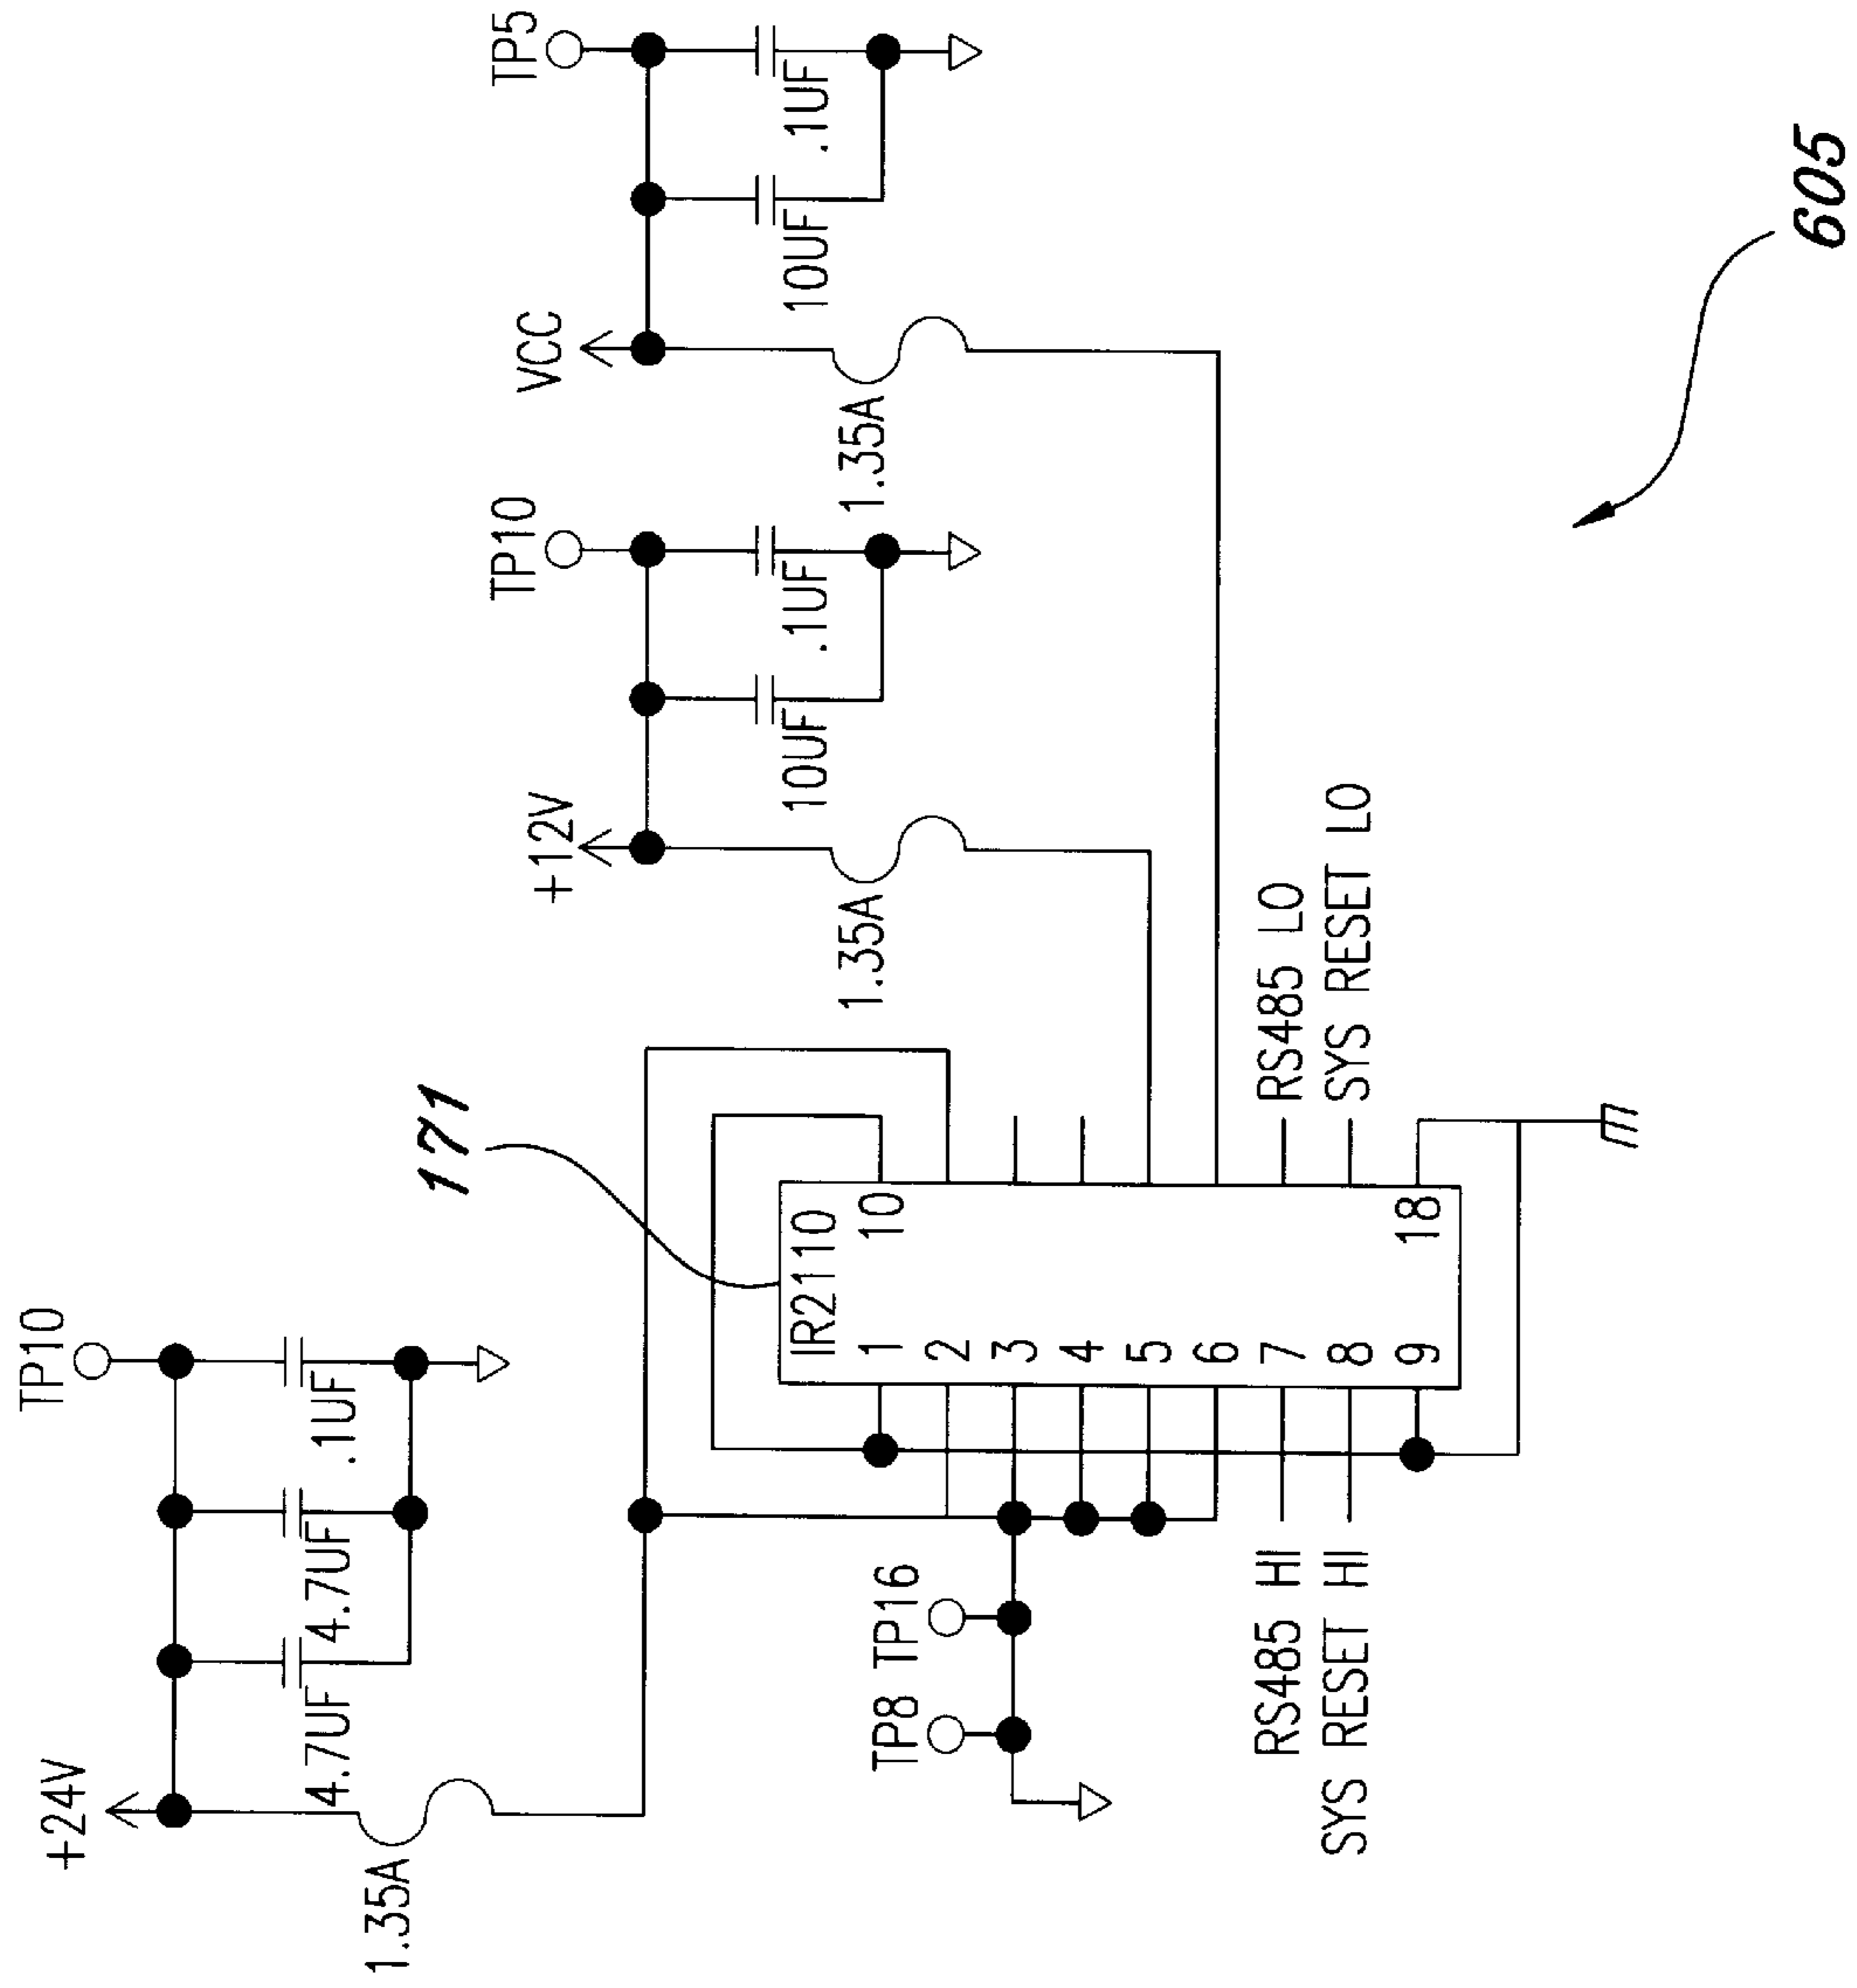 TP10
+24V
4.7UF
4.7UF
.1UF
1.35A
TP10
+12V
10UF
.1UF
1.35A
TP5
VCC
10UF
.1UF
1.35A
171
IR2110
1
10
2
3
4
5
6
7
8
9
18
TP8
TP16
RS485 HI
SYS RESET HI
RS485 LO
SYS RESET LO
605